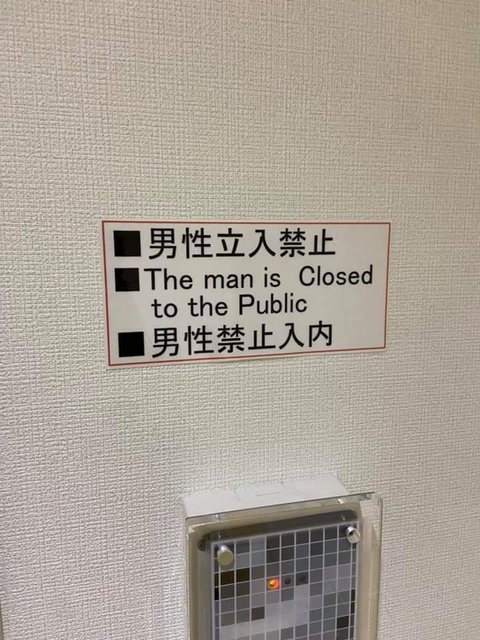 ■男性立入禁止
■The man is Closed
to the Public
■男性禁止入内